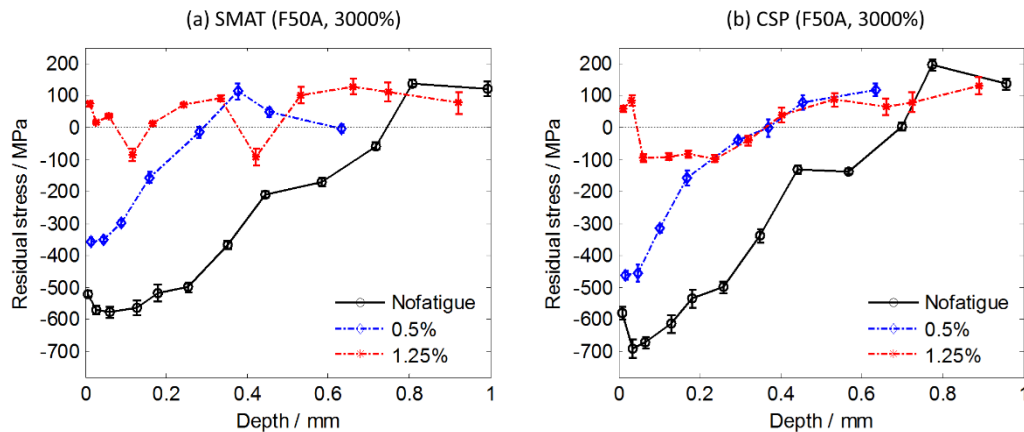 (a) SMAT (F50A, 3000%)
200
100
0
-100
-200
-300
-400
-500
-600
-700
Residual stress / MPa
Nofatigue
0.5%
1.25%
0 0.2 0.4 0.6 0.8 1
Depth / mm
(b) CSP (F50A, 3000%)
200
100
0
-100
-200
-300
-400
-500
-600
-700
Residual stress / MPa
Nofatigue
0.5%
1.25%
0 0.2 0.4 0.6 0.8 1
Depth / mm